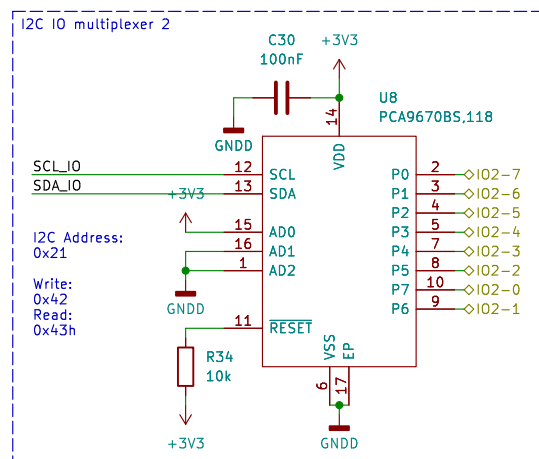 I2C IO multiplexer 2
C30
100nF
+3V3
GNDD
14
VDD
U8
PCA9670BS,118
SCL_IO
12
SCL
SDA_IO
13
SDA
+3V3
15
AD0
16
AD1
1
AD2
GNDD
11
RESET
R34
10k
+3V3
P0
2
IO2-7
P1
3
IO2-6
P2
4
IO2-5
P3
5
IO2-4
P4
7
IO2-3
P5
8
IO2-2
P7
10
IO2-0
P6
9
IO2-1
VSS
EP
6
17
GNDD
I2C Address:
0x21
Write:
0x42
Read:
0x43h